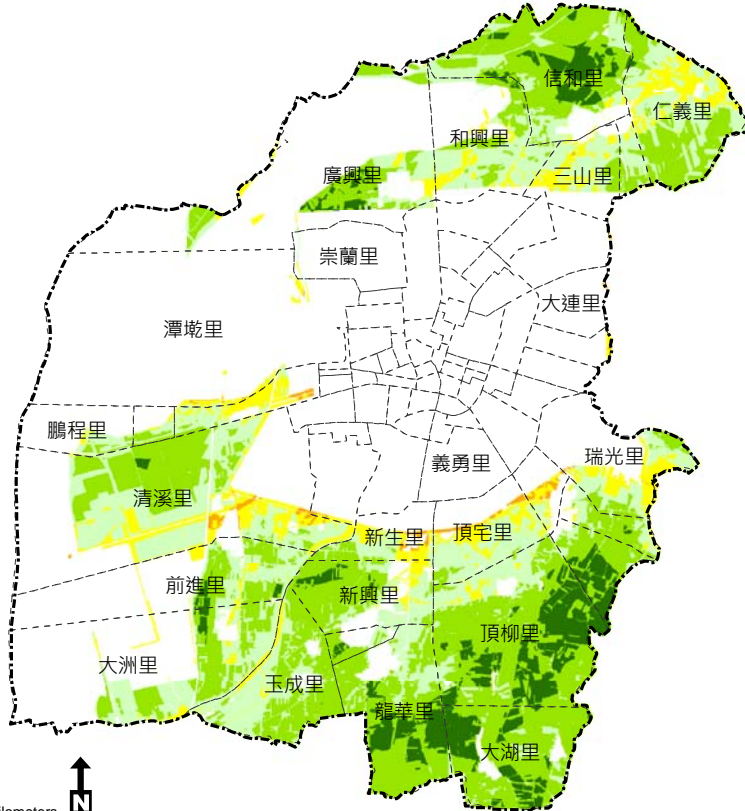 信和里
仁義里
和興里
廣興里
三山里
崇蘭里
大連里
潭墘里
鵬程里
義勇里
瑞光里
清溪里
新生里
頂宅里
前進里
新興里
頂柳里
大洲里
玉成里
龍華里
大湖里
N